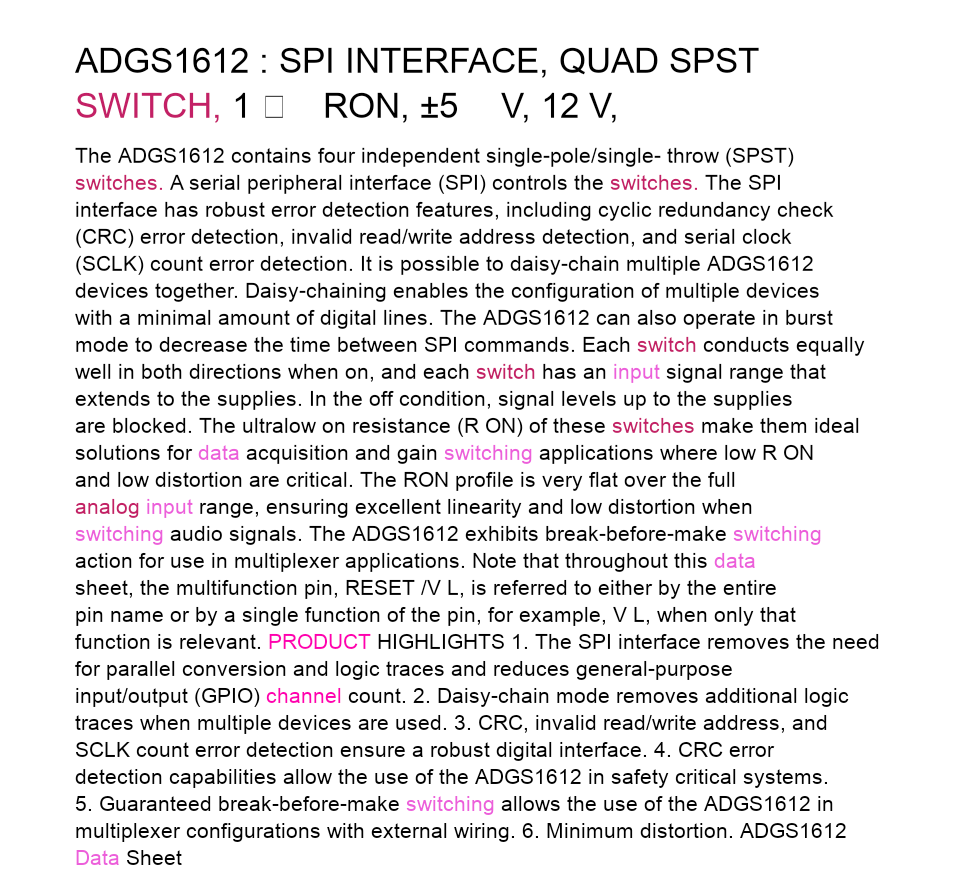 ADGS1612 : SPI INTERFACE, QUAD SPST
SWITCH, 1 □ RON, ±5 V, 12 V,
The ADGS1612 contains four independent single-pole/single- throw (SPST)
switches. A serial peripheral interface (SPI) controls the switches. The SPI
interface has robust error detection features, including cyclic redundancy check
(CRC) error detection, invalid read/write address detection, and serial clock
(SCLK) count error detection. It is possible to daisy-chain multiple ADGS1612
devices together. Daisy-chaining enables the configuration of multiple devices
with a minimal amount of digital lines. The ADGS1612 can also operate in burst
mode to decrease the time between SPI commands. Each switch conducts equally
well in both directions when on, and each switch has an input signal range that
extends to the supplies. In the off condition, signal levels up to the supplies
are blocked. The ultralow on resistance (R ON) of these switches make them ideal
solutions for data acquisition and gain switching applications where low R ON
and low distortion are critical. The RON profile is very flat over the full
analog input range, ensuring excellent linearity and low distortion when
switching audio signals. The ADGS1612 exhibits break-before-make switching
action for use in multiplexer applications. Note that throughout this data
sheet, the multifunction pin, RESET /V L, is referred to either by the entire
pin name or by a single function of the pin, for example, V L, when only that
function is relevant. PRODUCT HIGHLIGHTS 1. The SPI interface removes the need
for parallel conversion and logic traces and reduces general-purpose
input/output (GPIO) channel count. 2. Daisy-chain mode removes additional logic
traces when multiple devices are used. 3. CRC, invalid read/write address, and
SCLK count error detection ensure a robust digital interface. 4. CRC error
detection capabilities allow the use of the ADGS1612 in safety critical systems.
5. Guaranteed break-before-make switching allows the use of the ADGS1612 in
multiplexer configurations with external wiring. 6. Minimum distortion. ADGS1612
Data Sheet